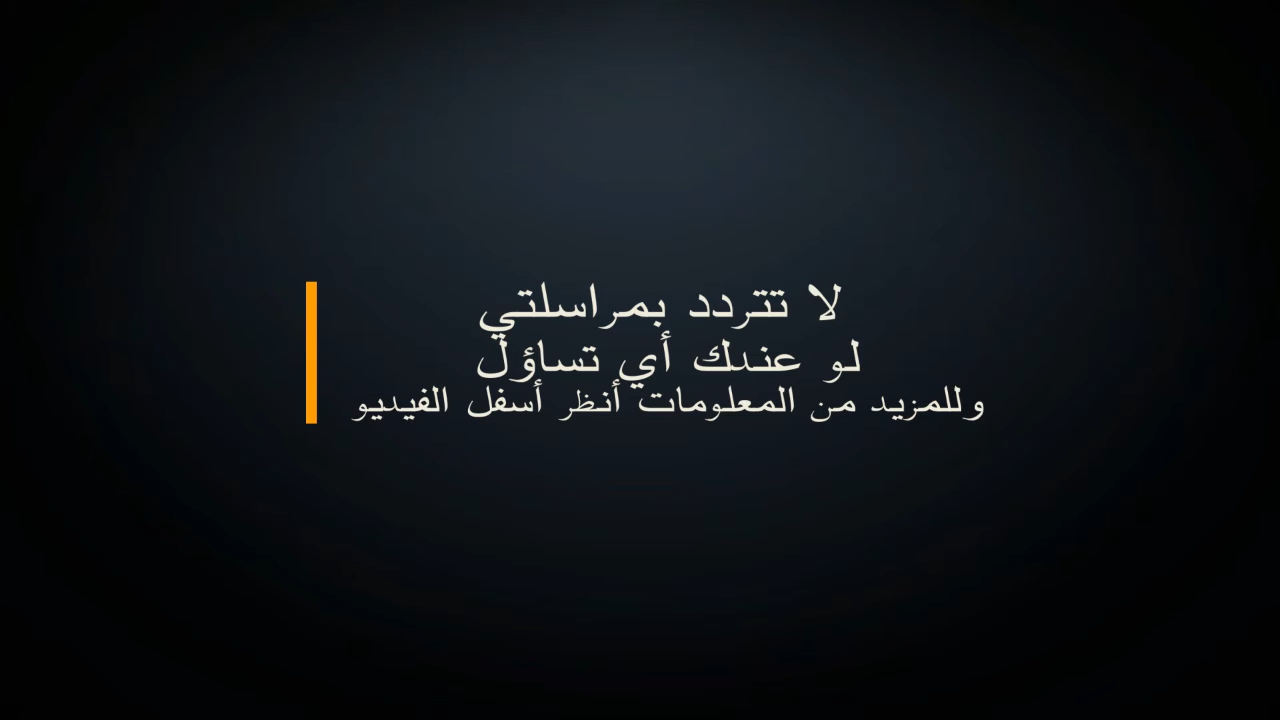 لا تتردد بمراسلتي
لو عندك أي تساؤل
وللمزيد من المعلومات أنظر أسفل الفيديو